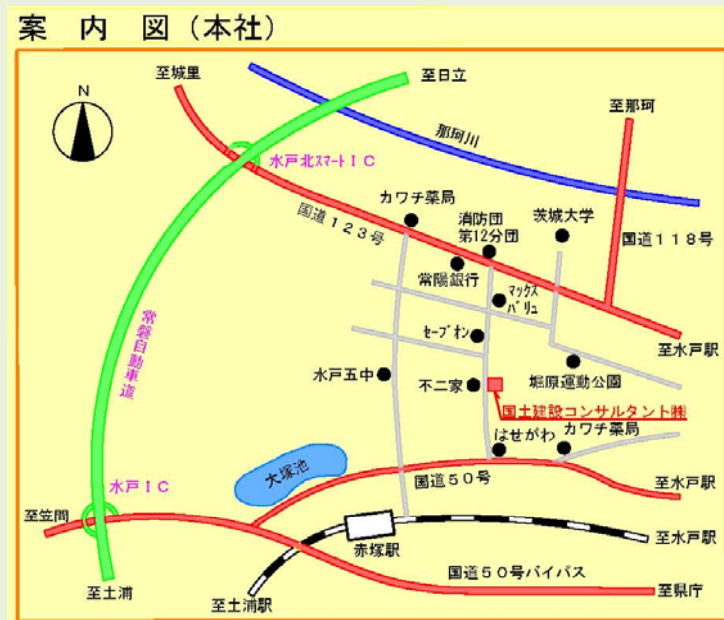 案 内 図（本社）
至城里
至日立
N
至那珂
那珂川
水戸北ｽﾏｰﾄＩＣ
カワチ薬局
消防団
第12分団
茨城大学
国道１２３号
国道１１８号
常陽銀行
マックス
バリュ
セーブオン
常磐自動車道
至水戸駅
水戸五中
不二家
堀原運動公園
国土建設コンサルタント㈱
はせがわ
カワチ薬局
大塚池
水戸ＩＣ
国道５０号
至水戸駅
至笠間
赤塚駅
至水戸駅
国道５０号バイパス
至土浦
至土浦駅
至県庁